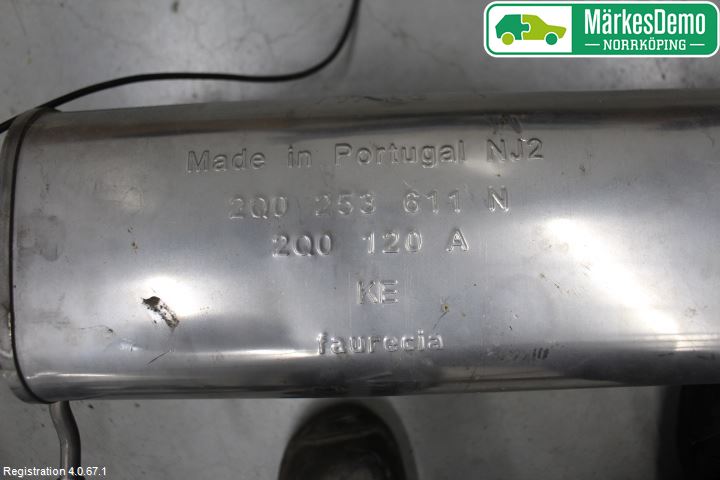 MärkesDemo
NORRKÖPING
Made in Portugal NJ2
2Q0 253 611 N
2Q0 120 A
KE
faurecia
Registration 4.0.67.1